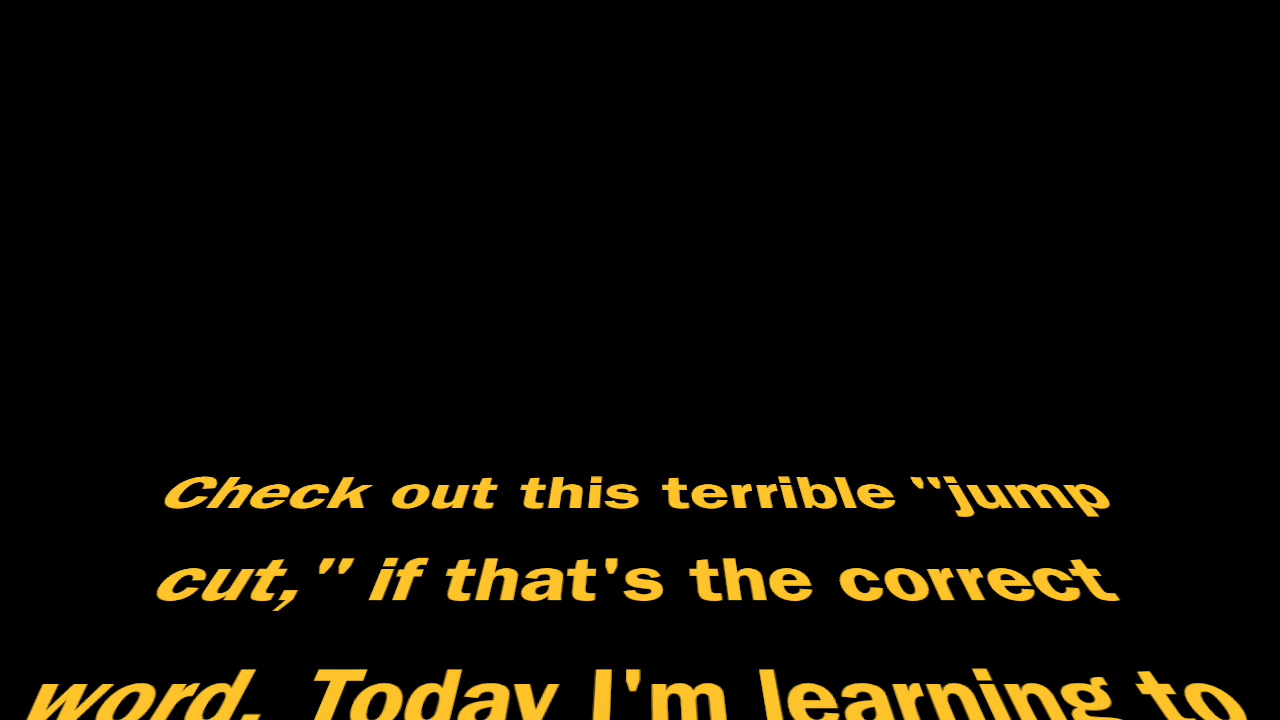 Check out this terrible "jump
cut," if that's the correct
word. Today I'm learning to